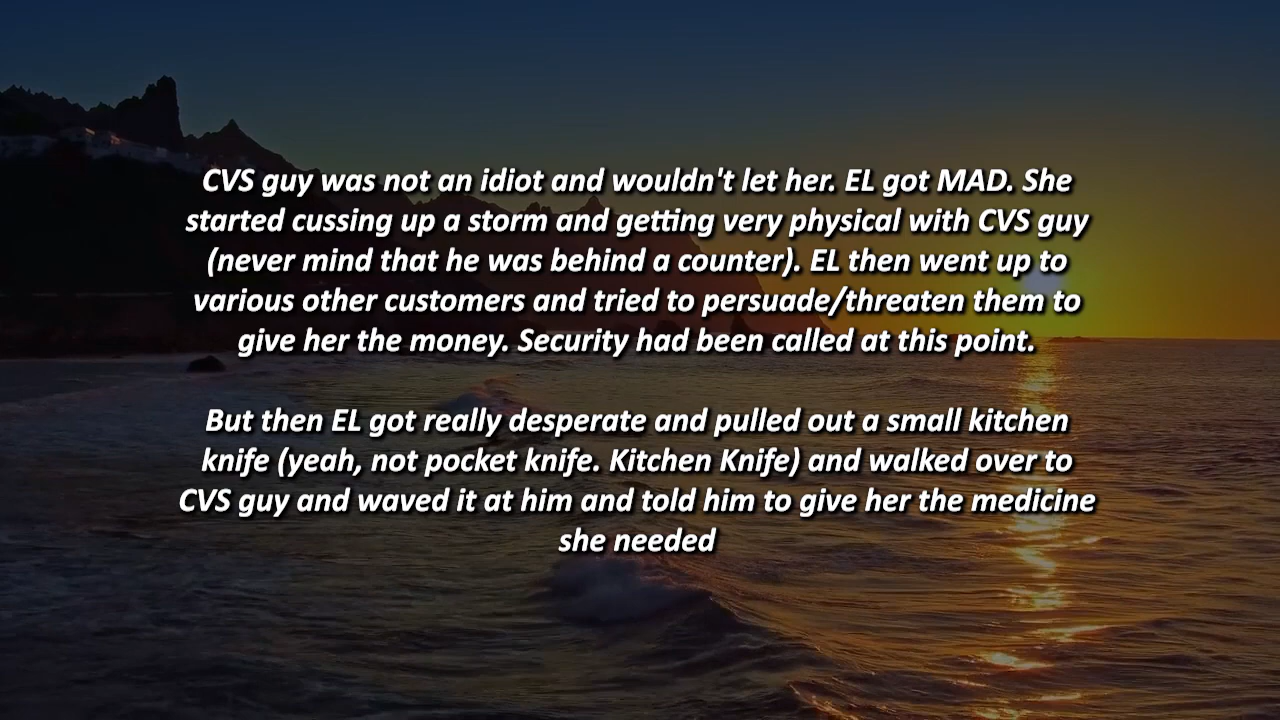 CVS guy was not an idiot and wouldn't let her. EL got MAD. She
started cussing up a storm and getting very physical with CVS guy
(never mind that he was behind a counter). EL then went up to
various other customers and tried to persuade/threaten them to
give her the money. Security had been called at this point.
But then EL got really desperate and pulled out a small kitchen
knife (yeah, not pocket knife. Kitchen Knife) and walked over to
CVS guy and waved it at him and told him to give her the medicine
she needed